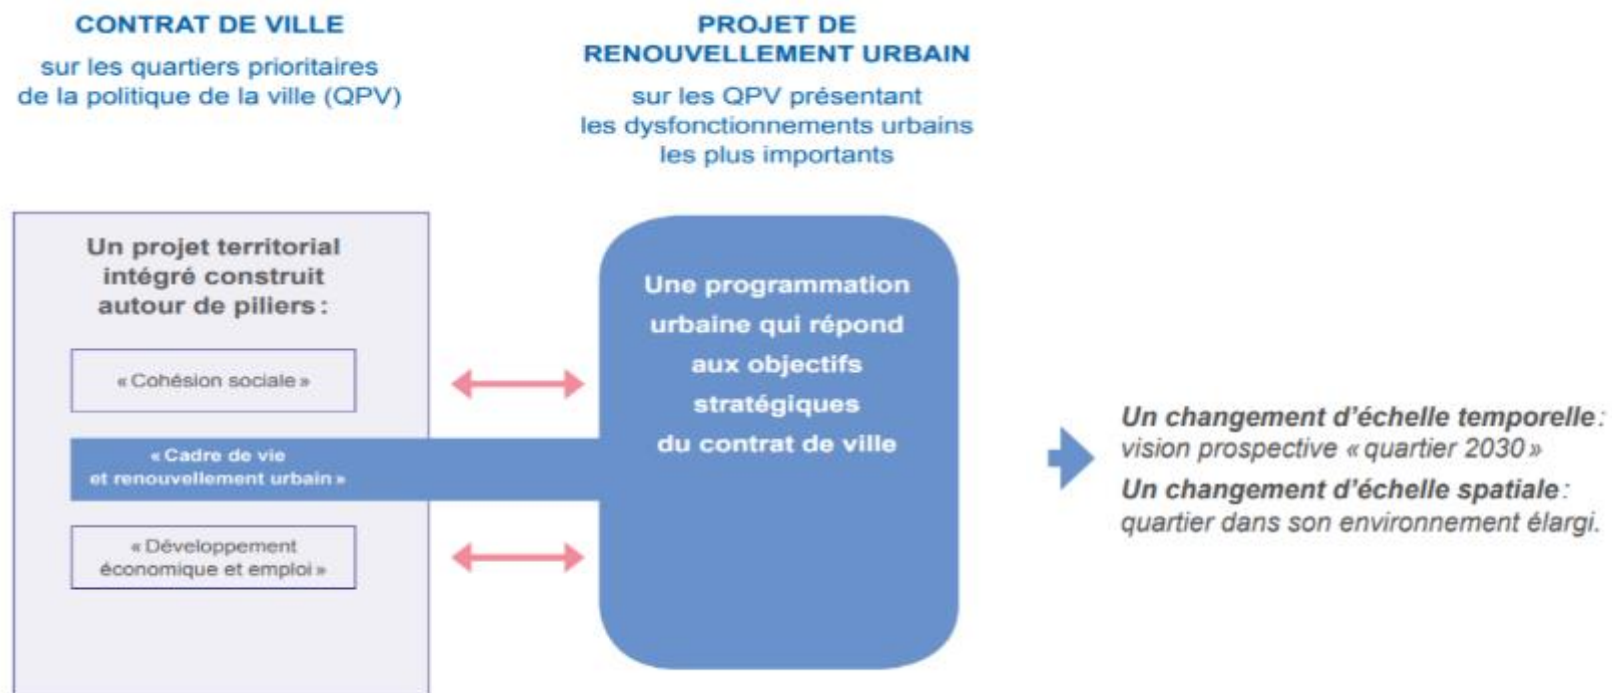 CONTRAT DE VILLE
sur les quartiers prioritaires
de la politique de la ville (QPV)
PROJET DE
RENOUVELLEMENT URBAIN
sur les QPV présentant
les dysfonctionnements urbains
les plus importants
Un projet territorial
intégré construit
autour de piliers :
« Cohésion sociale »
« Cadre de vie
et renouvellement urbain »
« Développement
économique et emploi »
Une programmation
urbaine qui répond
aux objectifs
stratégiques
du contrat de ville
Un changement d'échelle temporelle :
vision prospective « quartier 2030 »
Un changement d'échelle spatiale :
quartier dans son environnement élargi.